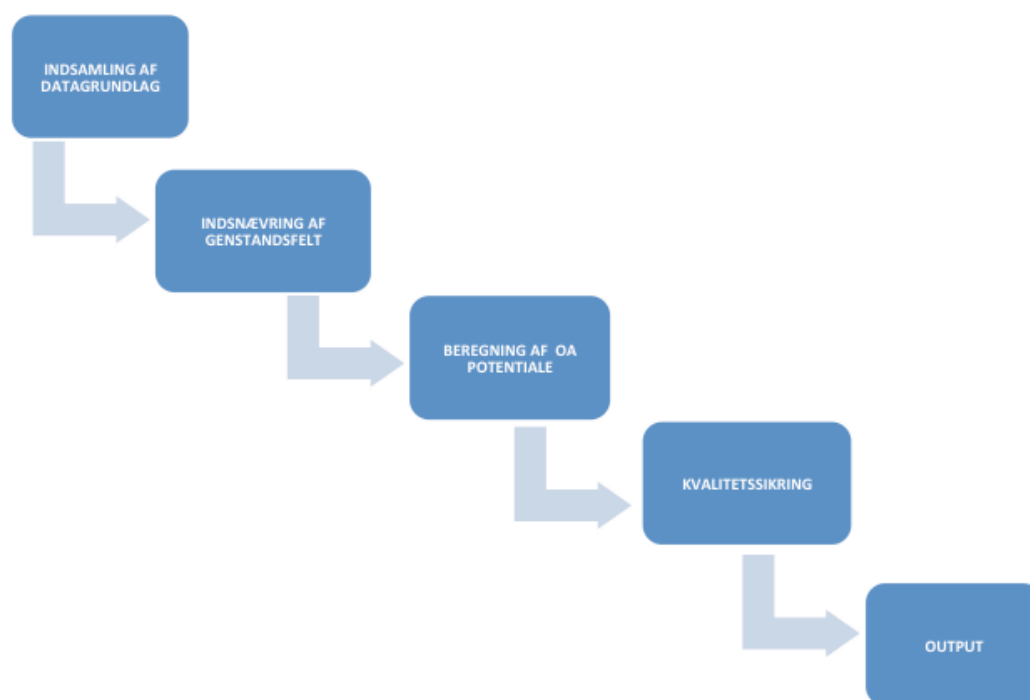 INDSAMLING AF
DATAGRUNDLAG
INDSNÆVRING AF
GENSTANDSFELT
BEREGNING AF OA
POTENTIALE
KVALITETSSIKRING
OUTPUT